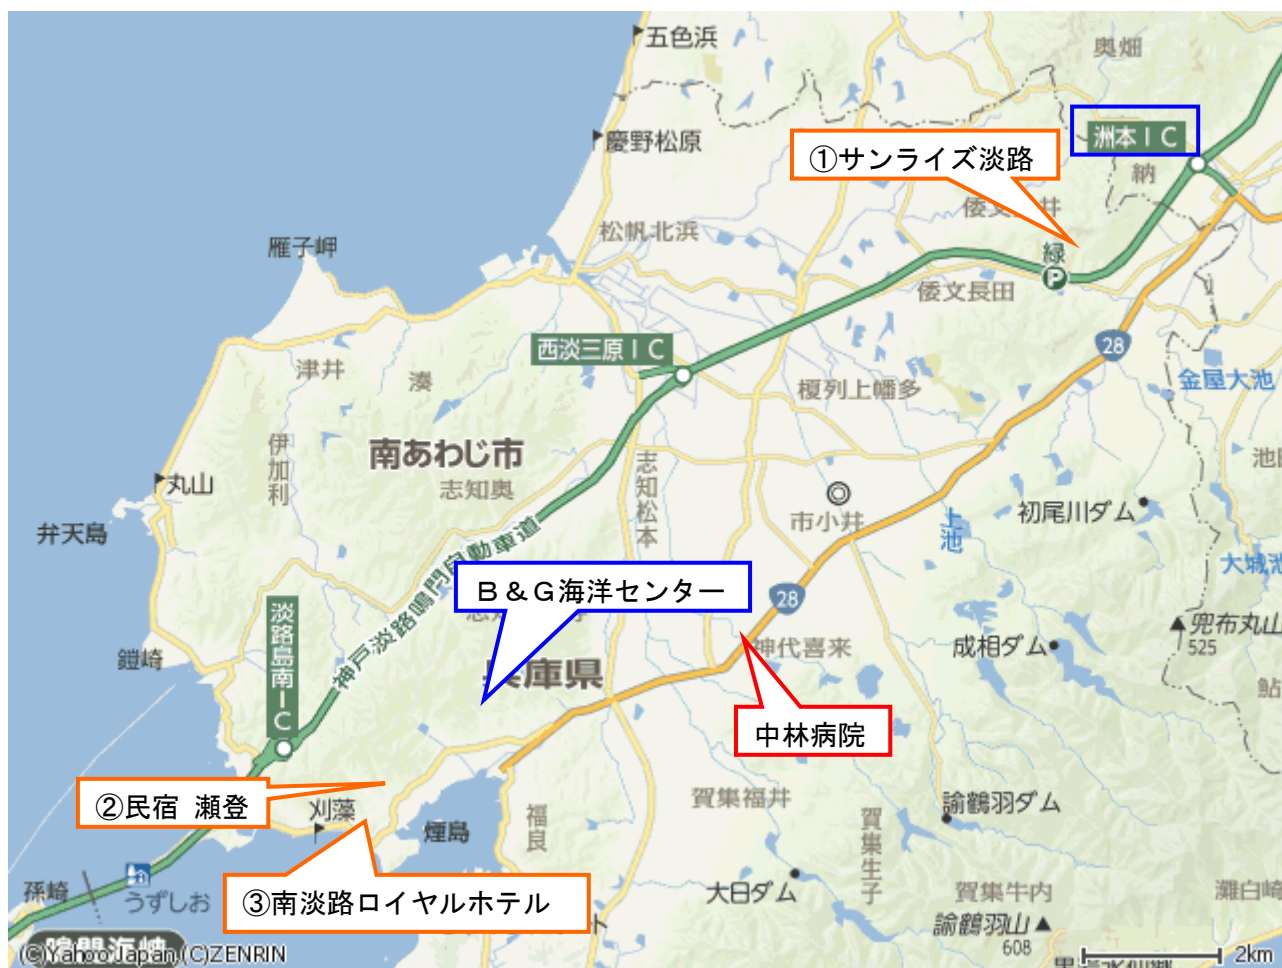 五色浜
奥畑
慶野松原
①サンライズ淡路
洲本IC
納
松帆北浜
雁子岬
緑
P
倭文長田
西淡三原IC
28
津井
湊
榎列上幡多
金屋大池
南あわじ市
伊加利
志知奥
志知松本
丸山
市小井
上池
初尾川ダム
弁天島
大城池
神戸淡路鳴門自動車道
B&G海洋センター
28
淡路島南IC
神代喜来
成相ダム
兜布丸山
525
鎧崎
兵庫県
鮎
中林病院
②民宿 瀬登
刈藻
煙島
福良
賀集福井
賀集生子
諭鶴羽ダム
③南淡路ロイヤルホテル
孫崎
うずしお
大日ダム
賀集牛内
灘白崎
諭鶴羽山
608
鳴門海峡
(C)Yahoo Japan,(C)ZENRIN
2km